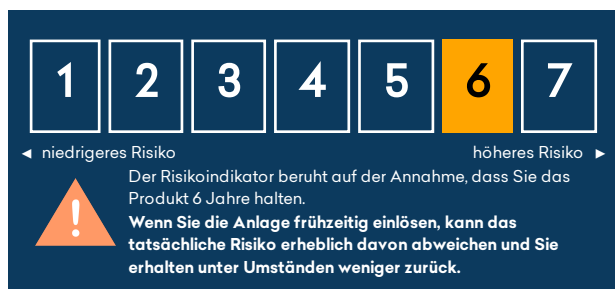 1 2 3 4 5 6 7
◄ niedrigeres Risiko höheres Risiko ►
Der Risikoindikator beruht auf der Annahme, dass Sie das
Produkt 6 Jahre halten.
Wenn Sie die Anlage frühzeitig einlösen, kann das
tatsächliche Risiko erheblich davon abweichen und Sie
erhalten unter Umständen weniger zurück.